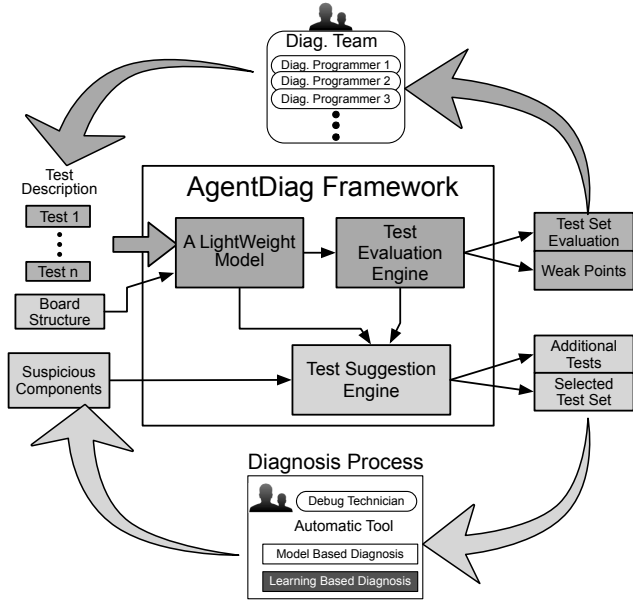 Diag. Team
Diag. Programmer 1
Diag. Programmer 2
Diag. Programmer 3
Test
Description
Test 1
Test n
Board
Structure
Suspicious
Components
AgentDiag Framework
A LightWeight
Model
Test
Evaluation
Engine
Test Suggestion
Engine
Test Set
Evaluation
Weak Points
Additional
Tests
Selected
Test Set
Diagnosis Process
Debug Technician
Automatic Tool
Model Based Diagnosis
Learning Based Diagnosis